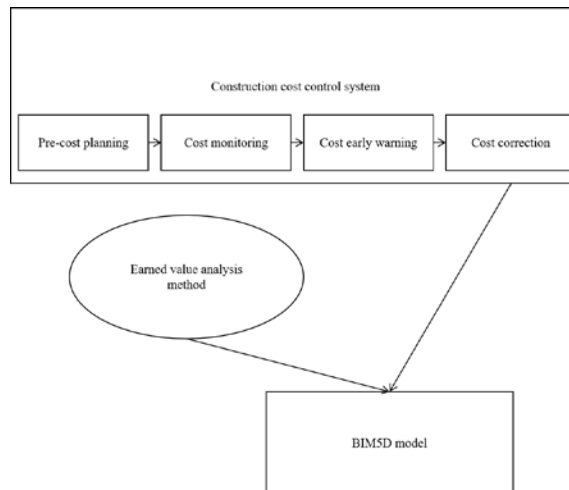 Construction cost control system
Pre-cost planning
Cost monitoring
Cost early warning
Cost correction
Earned value analysis
method
BIM5D model